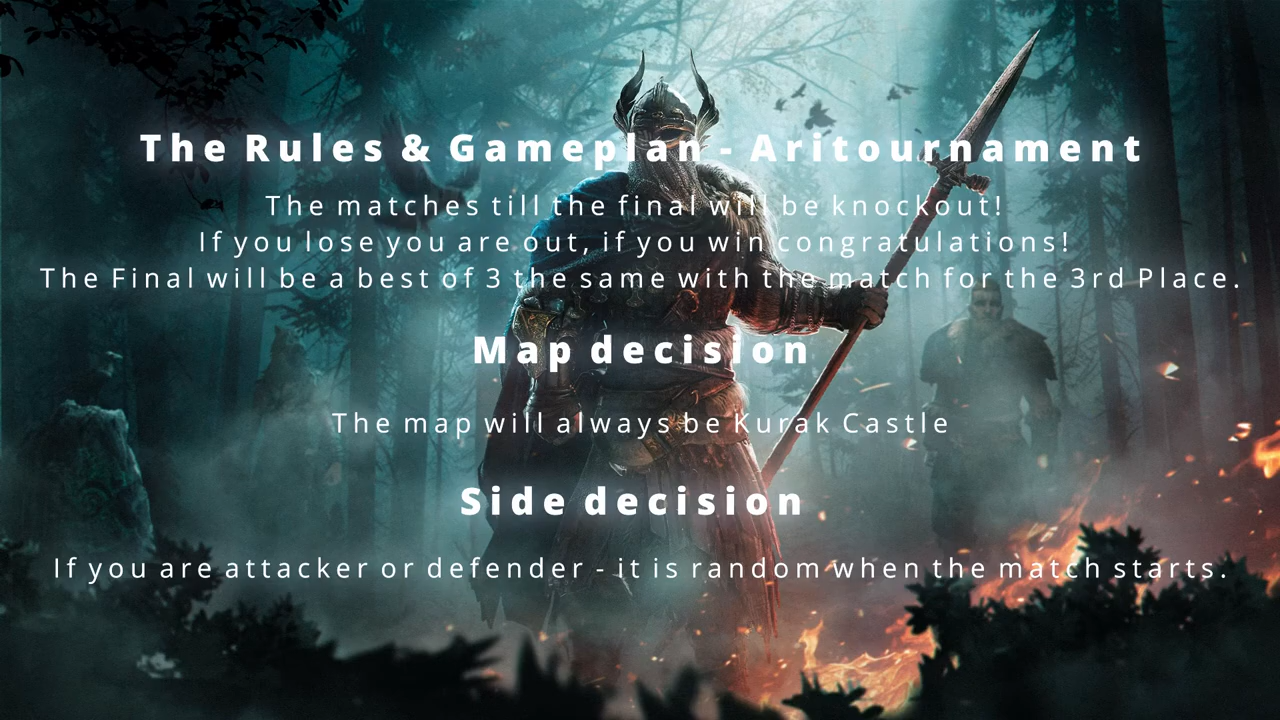 The Rules & Gameplan - Aritournament
The matches till the final will be knockout!
If you lose you are out, if you win congratulations!
The Final will be a best of 3 the same with the match for the 3rd Place.
Map decision
The map will always be Kurak Castle
Side decision
If you are attacker or defender - it is random when the match starts.